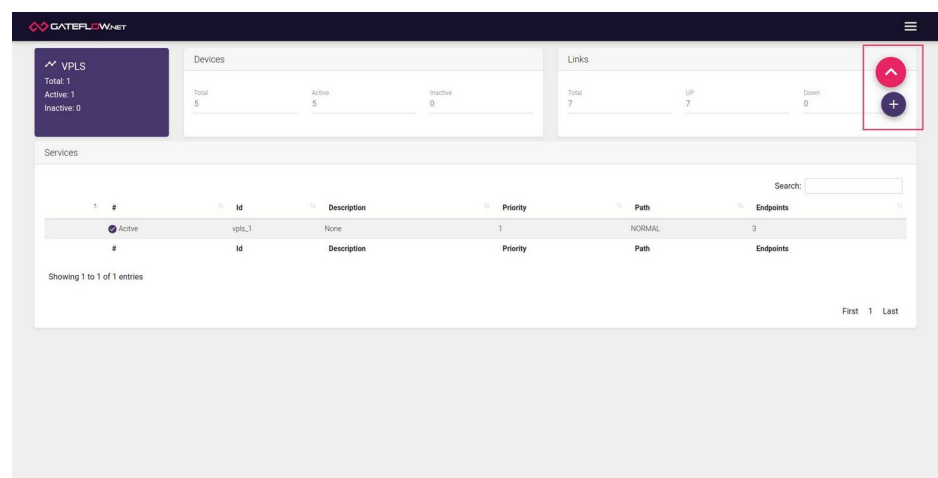 GATEFLOW.NET
VPLS
Total: 1
Active: 1
Inactive: 0
Devices
Total Active Inactive
5 5 0
Links
Total UP Down
7 7 0
Services
Search:
# Id Description Priority Path Endpoints
Acitve vpls_1 None 1 NORMAL 3
# Id Description Priority Path Endpoints
Showing 1 to 1 of 1 entries
First 1 Last